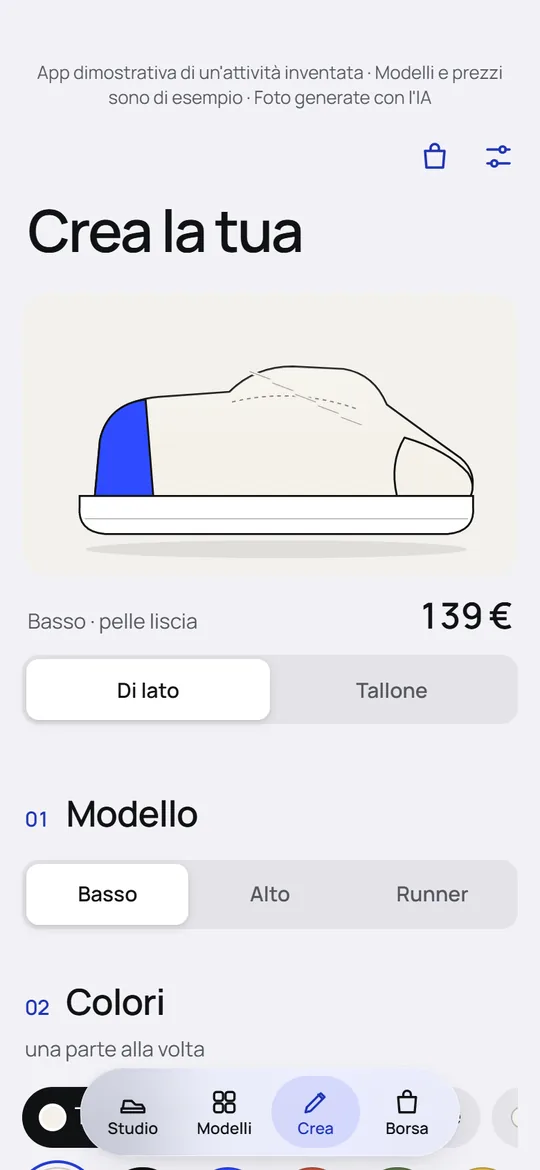 App dimostrativa di un'attività inventata · Modelli e prezzi
sono di esempio · Foto generate con l'IA
Crea la tua
Basso · pelle liscia
139 €
Di lato
Tallone
01 Modello
Basso
Alto
Runner
02 Colori
una parte alla volta
Studio
Modelli
Crea
Borsa